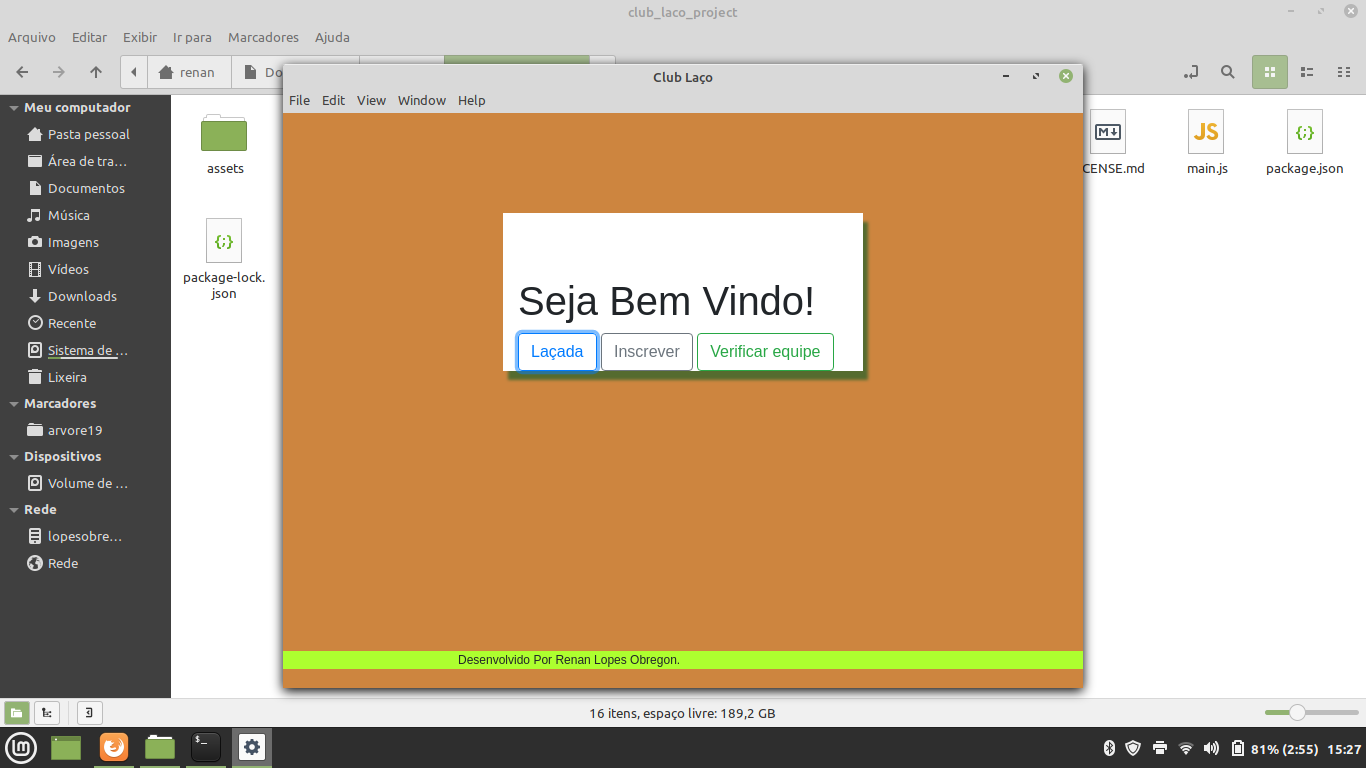 club_laco_project
Arquivo Editar Exibir Ir para Marcadores Ajuda
renan Do
Club Laço
File Edit View Window Help
Meu computador
Pasta pessoal
Área de tra...
Documentos
Música
Imagens
Vídeos
Downloads
Recente
Sistema de ...
Lixeira
Marcadores
arvore19
Dispositivos
Volume de ...
Rede
lopesobre...
Rede
assets
package-lock.
json
CENSE.md
JS
main.js
{;}
package.json
{;}
Seja Bem Vindo!
Laçada Inscrever Verificar equipe
Desenvolvido Por Renan Lopes Obregon.
16 itens, espaço livre: 189,2 GB
81% (2:55) 15:27